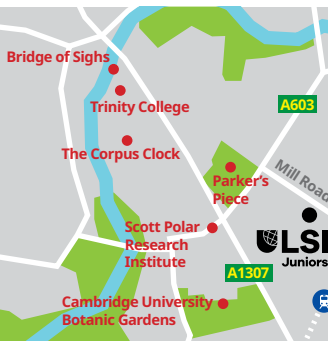 Bridge of Sighs
Trinity College
A603
The Corpus Clock
Mill Road
Parker's
Piece
Scott Polar
Research
Institute
Juniors
A1307
Cambridge University
Botanic Gardens